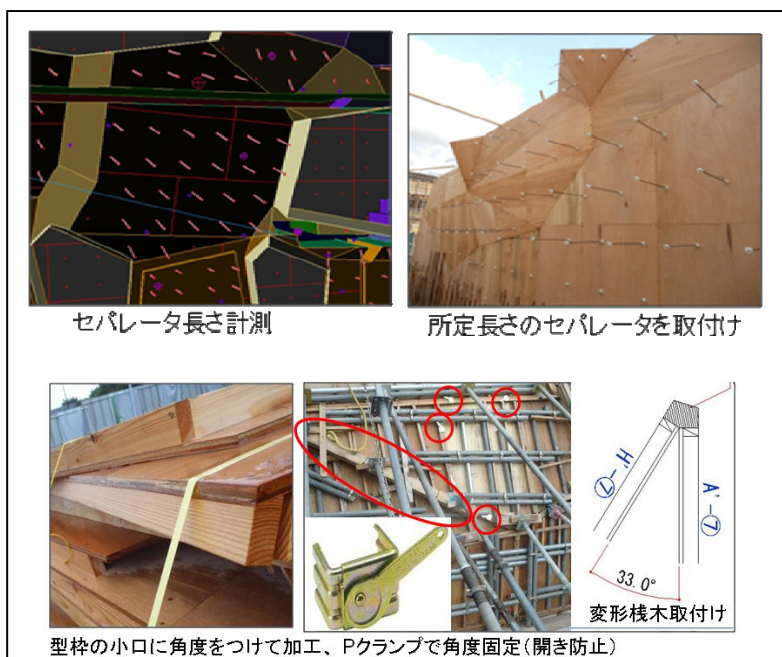 セパレータ長さ計測
所定長さのセパレータを取付け
H'-⑦
A'-⑦
33.0°
変形桟木取付け
型枠の小口に角度をつけて加工、Pクランプで角度固定(開き防止)